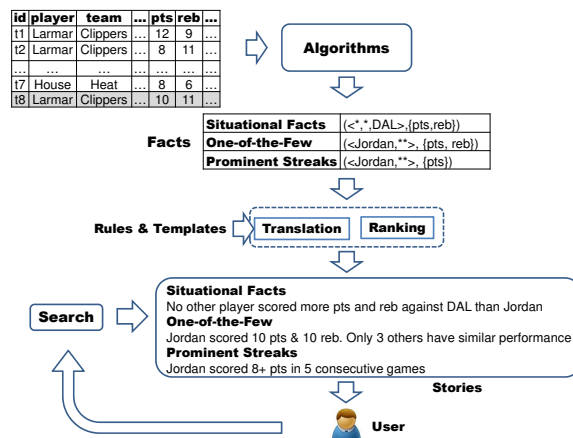 id player team ... pts reb ...
t1 Larmar Clippers ... 12 9 ...
t2 Larmar Clippers ... 8 11 ...
... ... ... ... ... ... ...
t7 House Heat ... 8 6 ...
t8 Larmar Clippers ... 10 11 ...
Algorithms
Facts
Situational Facts (<*,*,DAL>,{pts,reb})
One-of-the-Few (<Jordan,**>, {pts, reb})
Prominent Streaks (<Jordan,**>, {pts})
Rules & Templates
Translation
Ranking
Search
Situational Facts
No other player scored more pts and reb against DAL than Jordan
One-of-the-Few
Jordan scored 10 pts & 10 reb. Only 3 others have similar performance
Prominent Streaks
Jordan scored 8+ pts in 5 consecutive games
Stories
User